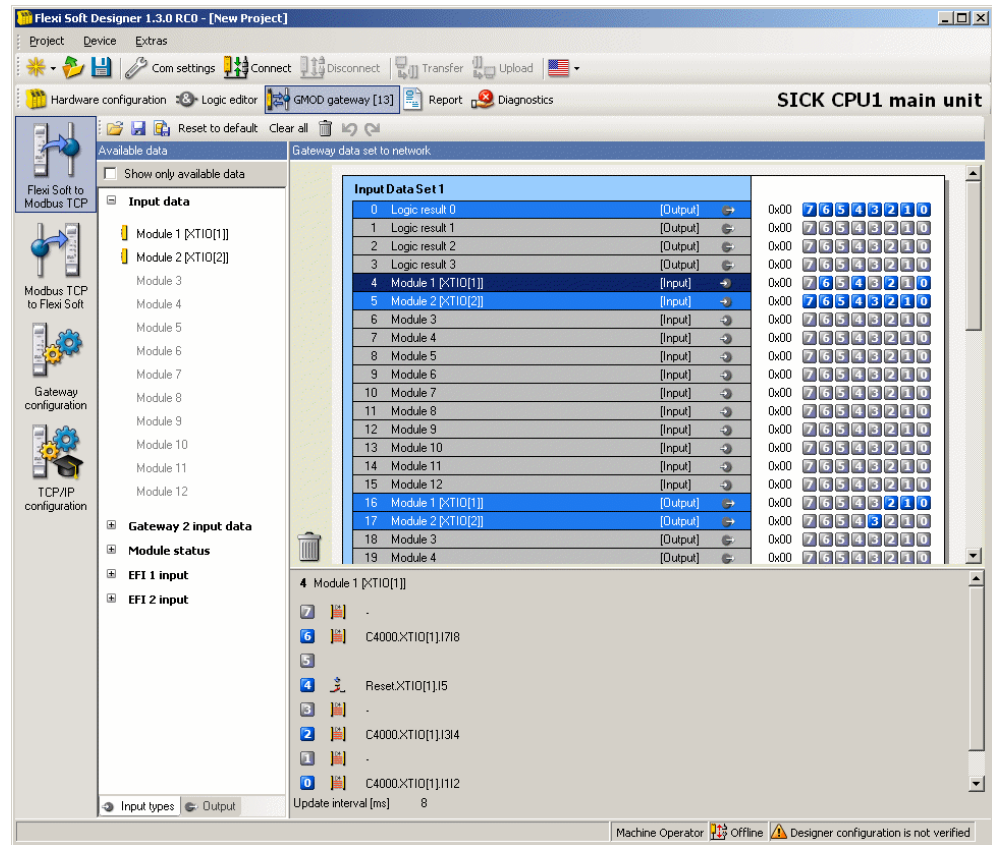 Flexi Soft Designer 1.3.0 RC0 - [New Project]
Project Device Extras
Com settings Connect Disconnect Transfer Upload
Hardware configuration Logic editor GMOD gateway [13] Report Diagnostics SICK CPU1 main unit
Reset to default Clear all
Flexi Soft to
Modbus TCP
Modbus TCP
to Flexi Soft
Gateway
configuration
TCP/IP
configuration
Available data
Show only available data
Input data
Module 1 [XTIO[1]]
Module 2 [XTIO[2]]
Module 3
Module 4
Module 5
Module 6
Module 7
Module 8
Module 9
Module 10
Module 11
Module 12
Gateway 2 input data
Module status
EFI 1 input
EFI 2 input
Input types Output
Gateway data set to network
Input Data Set 1
0 Logic result 0 [Output] 0x00 7 6 5 4 3 2 1 0
1 Logic result 1 [Output] 0x00 7 6 5 4 3 2 1 0
2 Logic result 2 [Output] 0x00 7 6 5 4 3 2 1 0
3 Logic result 3 [Output] 0x00 7 6 5 4 3 2 1 0
4 Module 1 [XTIO[1]] [Input] 0x00 7 6 5 4 3 2 1 0
5 Module 2 [XTIO[2]] [Input] 0x00 7 6 5 4 3 2 1 0
6 Module 3 [Input] 0x00 7 6 5 4 3 2 1 0
7 Module 4 [Input] 0x00 7 6 5 4 3 2 1 0
8 Module 5 [Input] 0x00 7 6 5 4 3 2 1 0
9 Module 6 [Input] 0x00 7 6 5 4 3 2 1 0
10 Module 7 [Input] 0x00 7 6 5 4 3 2 1 0
11 Module 8 [Input] 0x00 7 6 5 4 3 2 1 0
12 Module 9 [Input] 0x00 7 6 5 4 3 2 1 0
13 Module 10 [Input] 0x00 7 6 5 4 3 2 1 0
14 Module 11 [Input] 0x00 7 6 5 4 3 2 1 0
15 Module 12 [Input] 0x00 7 6 5 4 3 2 1 0
16 Module 1 [XTIO[1]] [Output] 0x00 7 6 5 4 3 2 1 0
17 Module 2 [XTIO[2]] [Output] 0x00 7 6 5 4 3 2 1 0
18 Module 3 [Output] 0x00 7 6 5 4 3 2 1 0
19 Module 4 [Output] 0x00 7 6 5 4 3 2 1 0
4 Module 1 [XTIO[1]]
7 -
6 C4000.XTIO[1].I7I8
5
4 Reset.XTIO[1].I5
3 -
2 C4000.XTIO[1].I3I4
1 -
0 C4000.XTIO[1].I1I2
Update interval [ms] 8
Machine Operator Offline Designer configuration is not verified